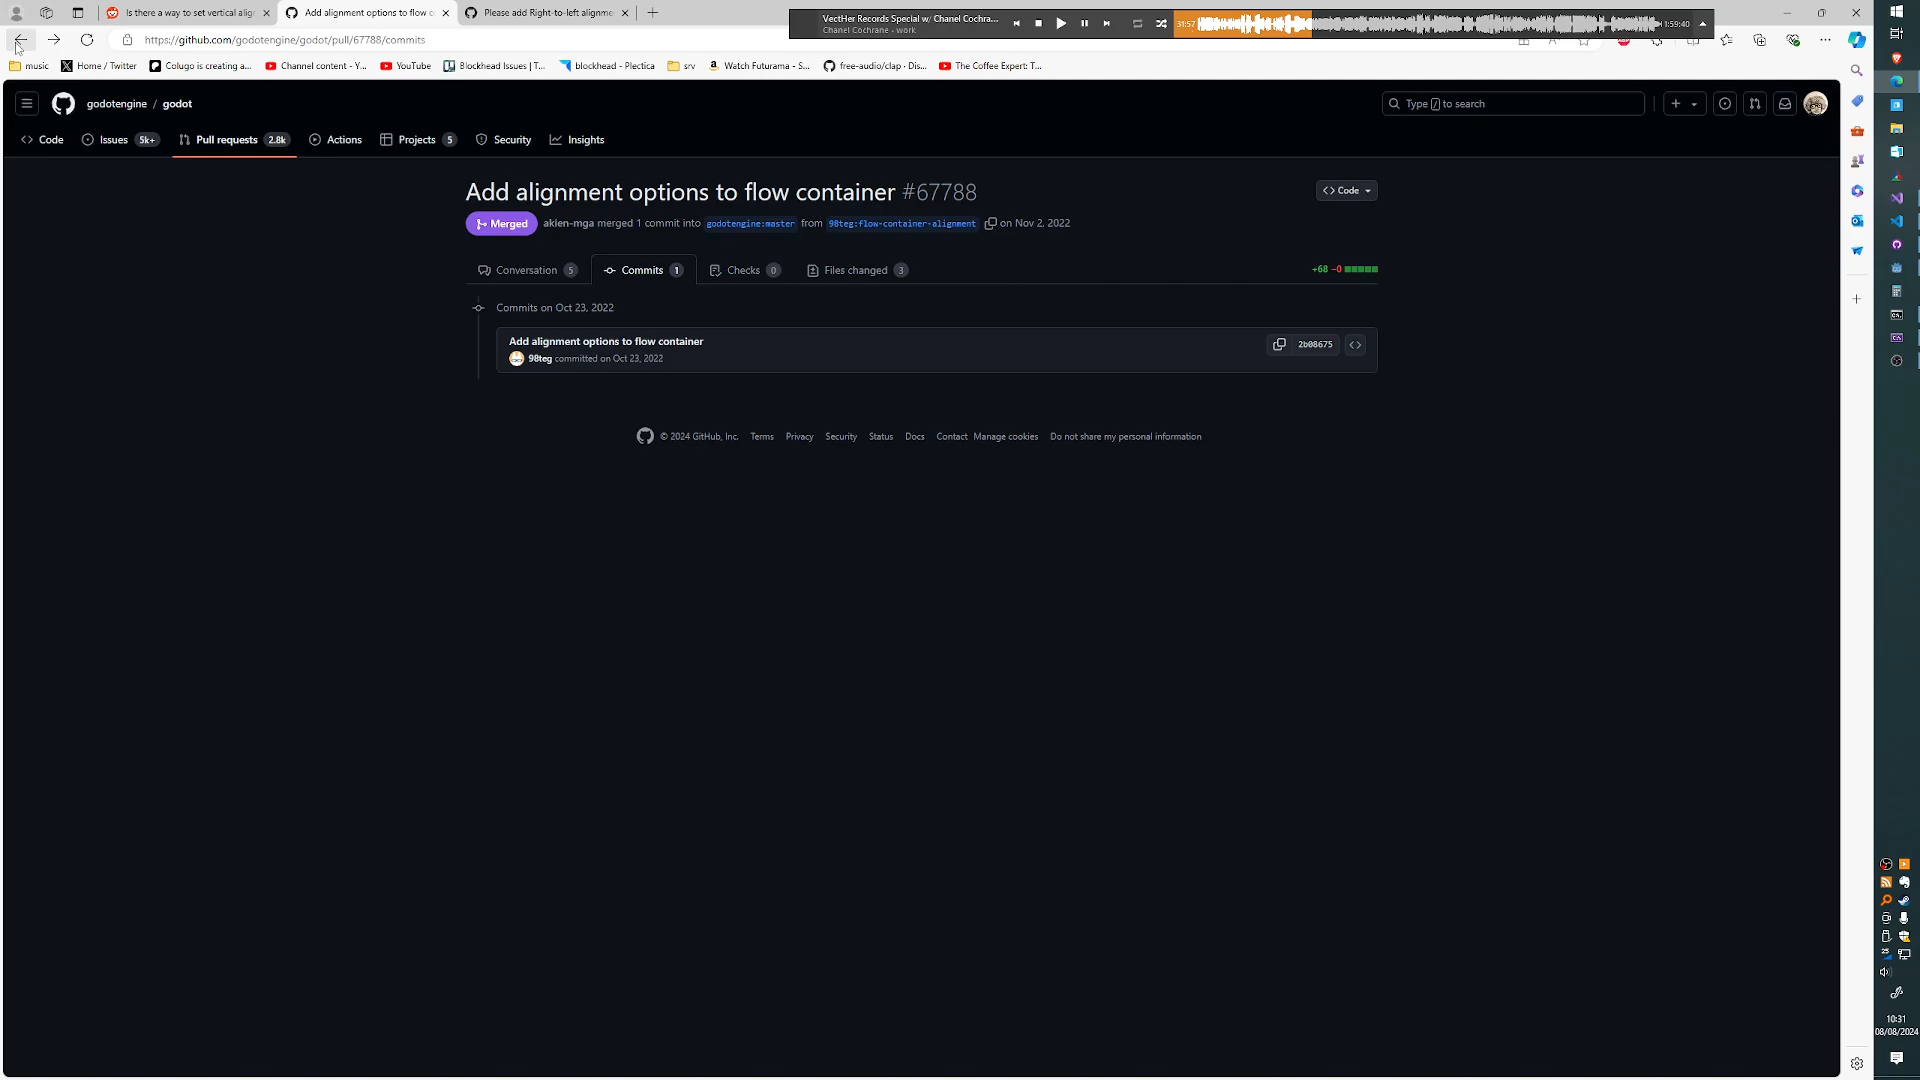 Is there a way to set vertical alig
Add alignment options to flow c
Please add Right-to-left alignme
VectHer Records Special w/ Chanel Cochra...
Chanel Cochrane - work
31:57
1:59:40
https://github.com/godotengine/godot/pull/67788/commits
music
Home / Twitter
Colugo is creating a...
Channel content - Y...
YouTube
Blockhead Issues | T...
blockhead - Plectica
srv
Watch Futurama - S...
free-audio/clap · Dis...
The Coffee Expert: T...
godotengine / godot
Type / to search
Code
Issues 5k+
Pull requests 2.8k
Actions
Projects 5
Security
Insights
Add alignment options to flow container #67788
<> Code
Merged
akien-mga merged 1 commit into godotengine:master from 98teg:flow-container-alignment on Nov 2, 2022
Conversation 5
Commits 1
Checks 0
Files changed 3
+68 −0
Commits on Oct 23, 2022
Add alignment options to flow container
98teg committed on Oct 23, 2022
2b08675
© 2024 GitHub, Inc.
Terms
Privacy
Security
Status
Docs
Contact
Manage cookies
Do not share my personal information
25
10:31
08/08/2024